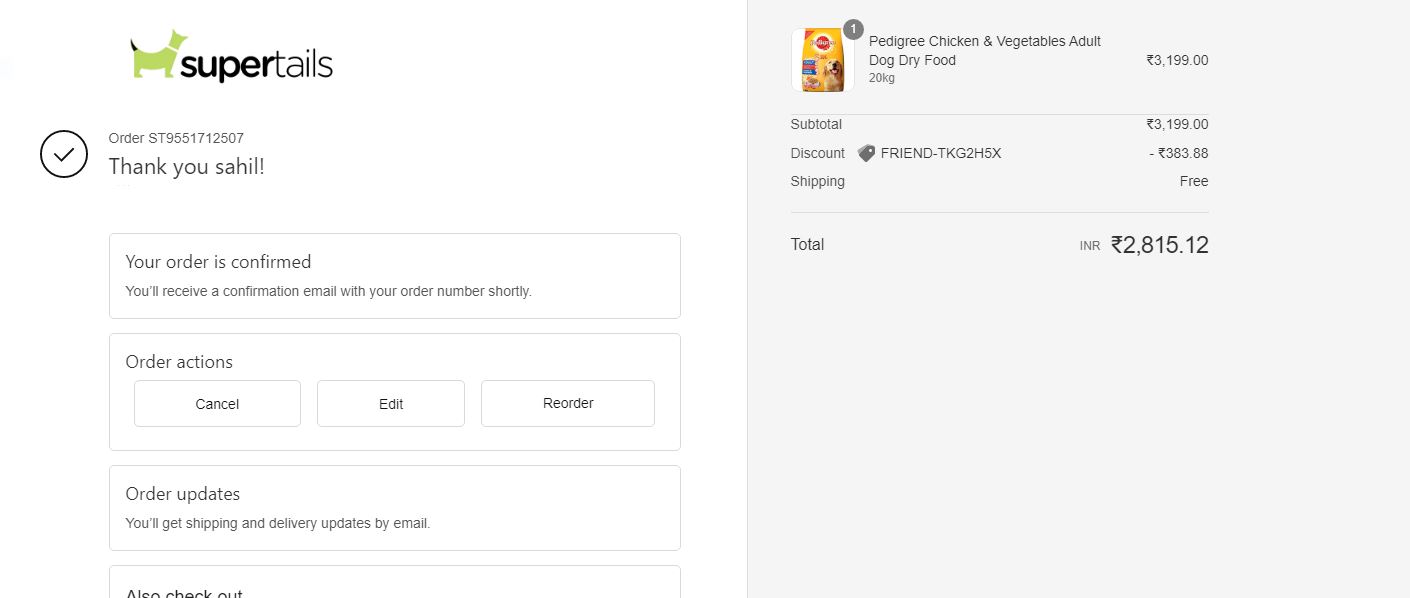 supertails
Order ST9551712507
Thank you sahil!
Your order is confirmed
You’ll receive a confirmation email with your order number shortly.
Order actions
Cancel
Edit
Reorder
Order updates
You’ll get shipping and delivery updates by email.
Also check out
1
Pedigree
Pedigree Chicken & Vegetables Adult
Dog Dry Food
20kg
₹3,199.00
Subtotal ₹3,199.00
Discount FRIEND-TKG2H5X - ₹383.88
Shipping Free
Total INR ₹2,815.12